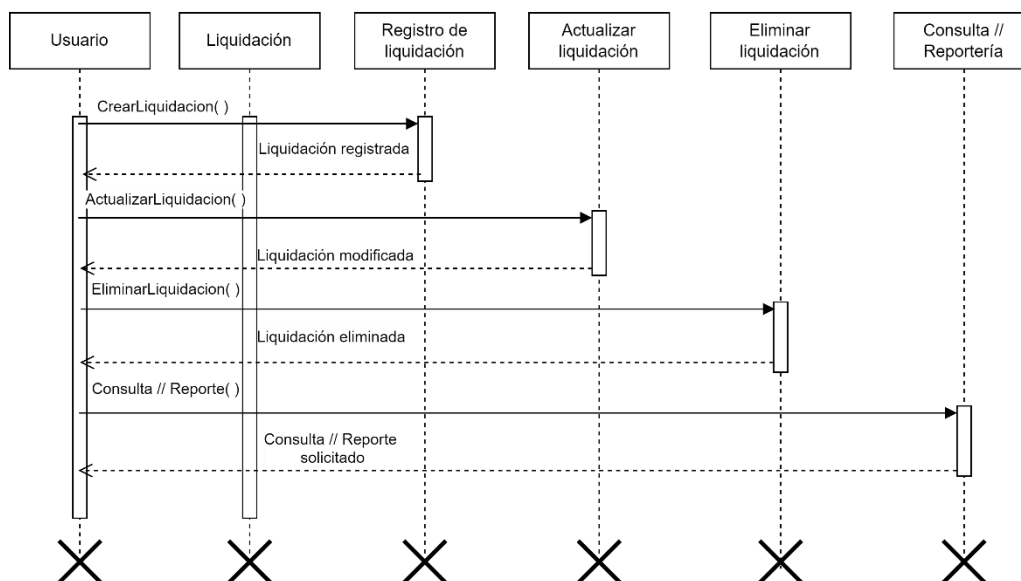 Usuario
Liquidación
Registro de
liquidación
Actualizar
liquidación
Eliminar
liquidación
Consulta //
Reportería
CrearLiquidacion( )
Liquidación registrada
ActualizarLiquidacion( )
Liquidación modificada
EliminarLiquidacion( )
Liquidación eliminada
Consulta // Reporte( )
Consulta // Reporte
solicitado